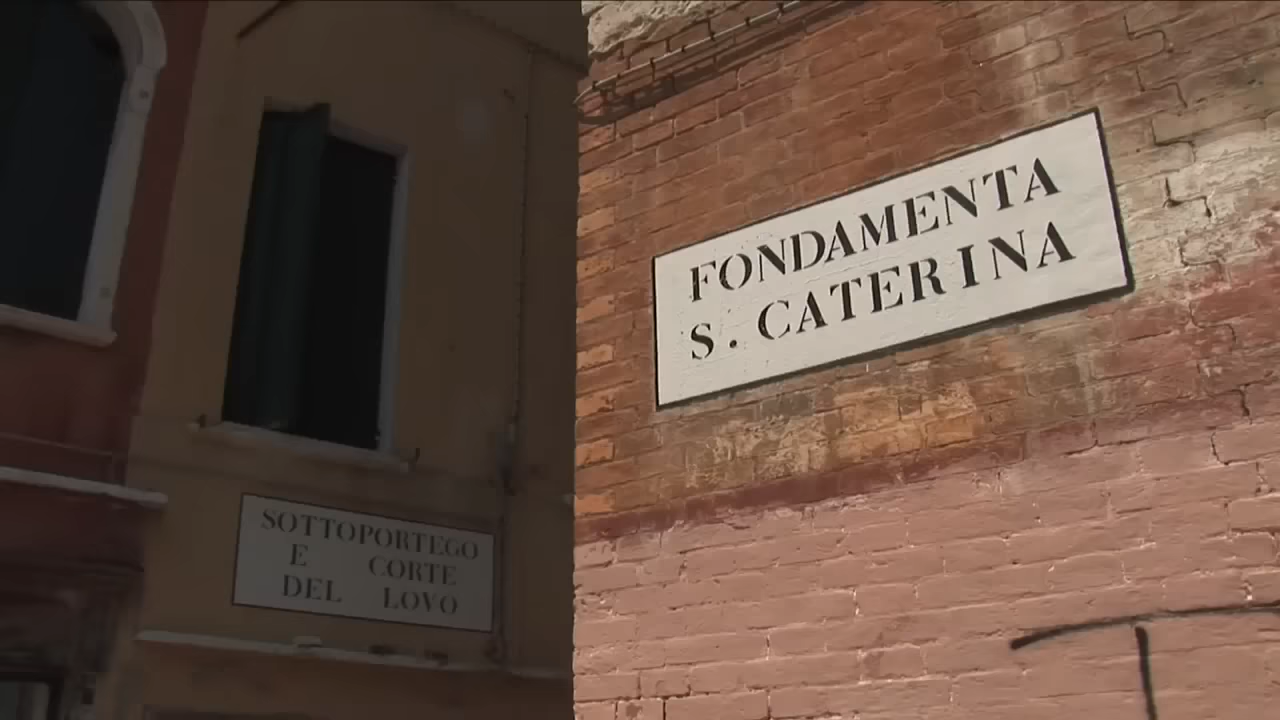 SOTTOPORTEGO
E CORTE
DEL LOVO
FONDAMENTA
S. CATERINA